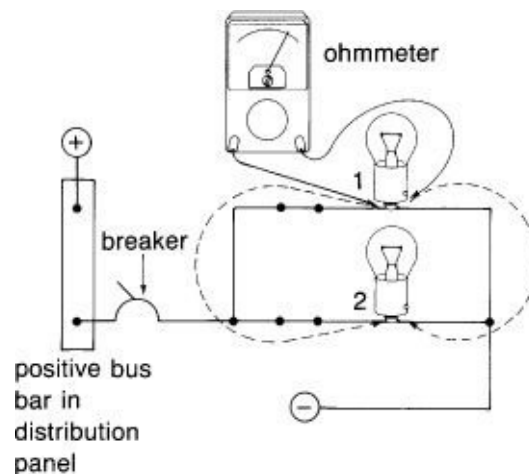 ohmmeter
+
1
breaker
2
positive bus
bar in
distribution
panel
−